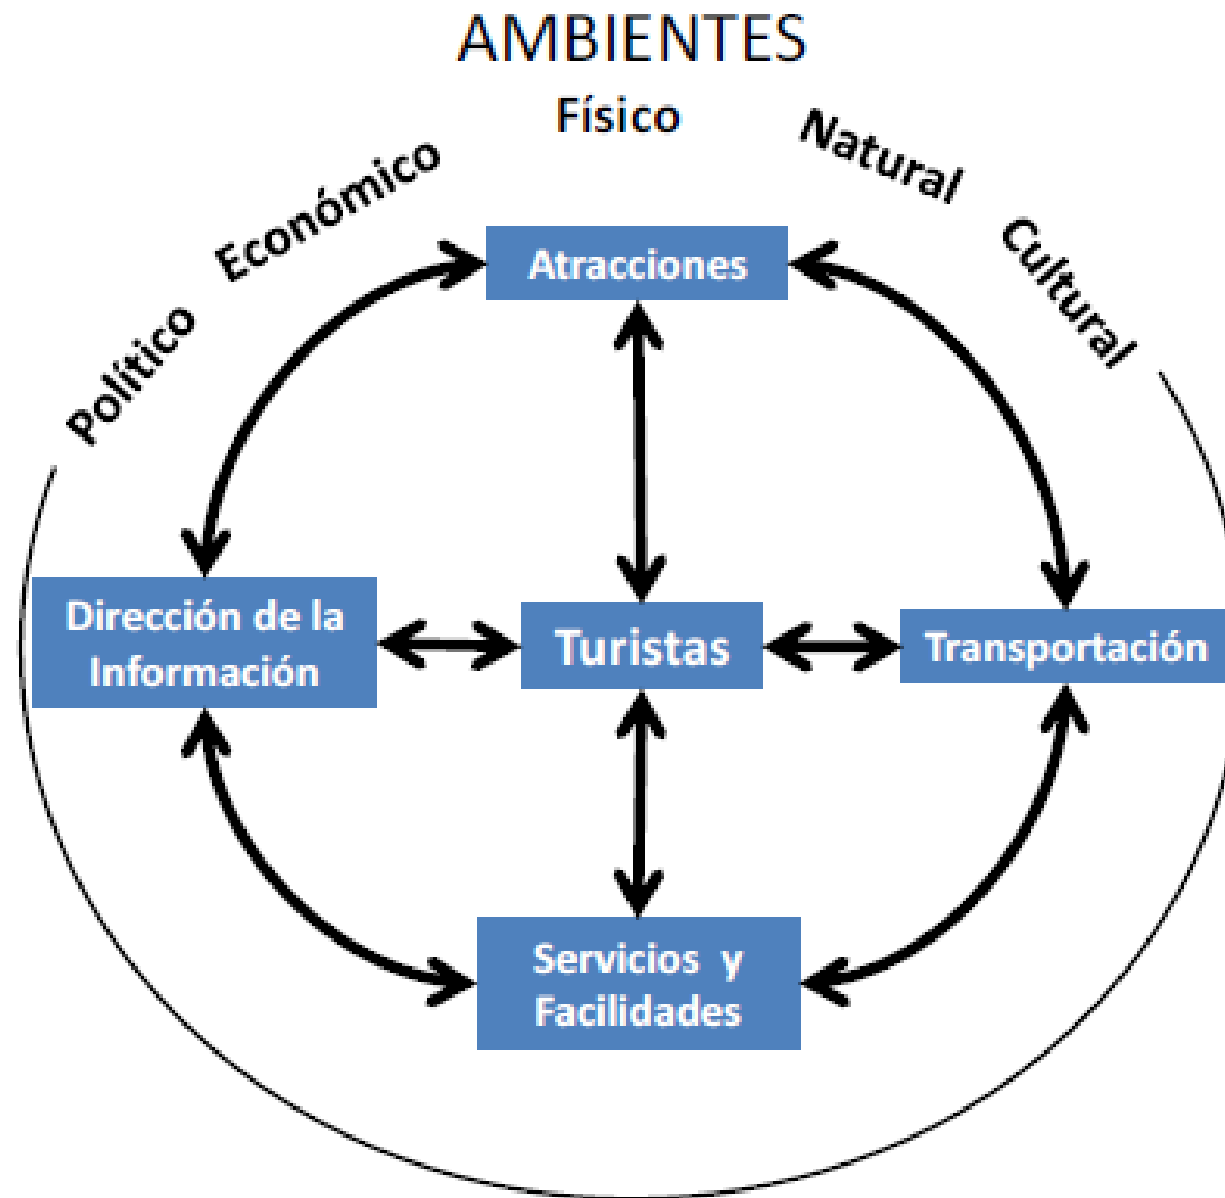 AMBIENTES
Físico
Natural
Económico
Cultural
Político
Atracciones
Dirección de la
Información
Turistas
Transportación
Servicios y
Facilidades